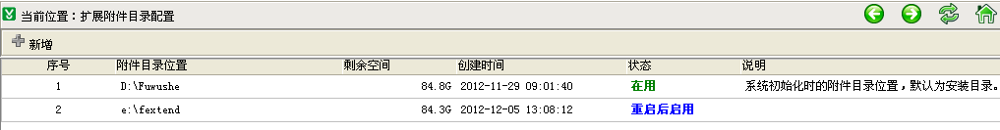 当前位置：扩展附件目录配置
新增
序号 附件目录位置 剩余空间 创建时间 状态 说明
1 D:\Fuwushe 84.8G 2012-11-29 09:01:40 在用 系统初始化时的附件目录位置，默认为安装目录。
2 e:\fextend 84.3G 2012-12-05 13:08:12 重启后启用